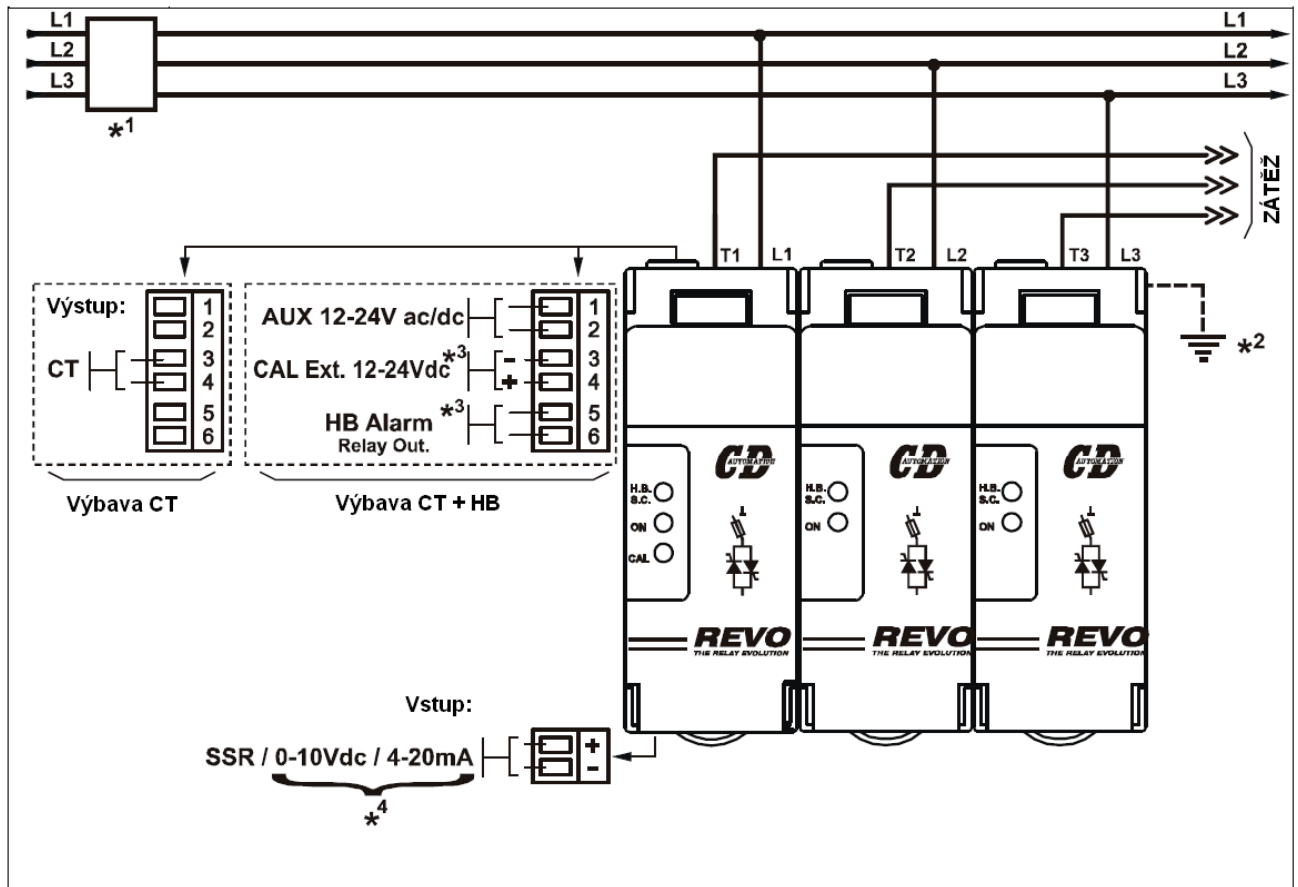 L1
L1
L2
L2
L3
L3
*1
ZÁTĚŽ
T1
L1
T2
L2
T3
L3
*2
Výstup:
1
2
CT
3
4
5
6
Výbava CT
AUX 12-24V ac/dc
1
2
CAL Ext. 12-24Vdc *3
-
3
+
4
HB Alarm *3
Relay Out.
5
6
Výbava CT + HB
CD
AUTOMATION
H.B.
S.C.
ON
CAL
REVO
THE RELAY EVOLUTION
CD
AUTOMATION
H.B.
S.C.
ON
REVO
THE RELAY EVOLUTION
CD
AUTOMATION
H.B.
S.C.
ON
REVO
THE RELAY EVOLUTION
Vstup:
SSR / 0-10Vdc / 4-20mA
+
-
*4